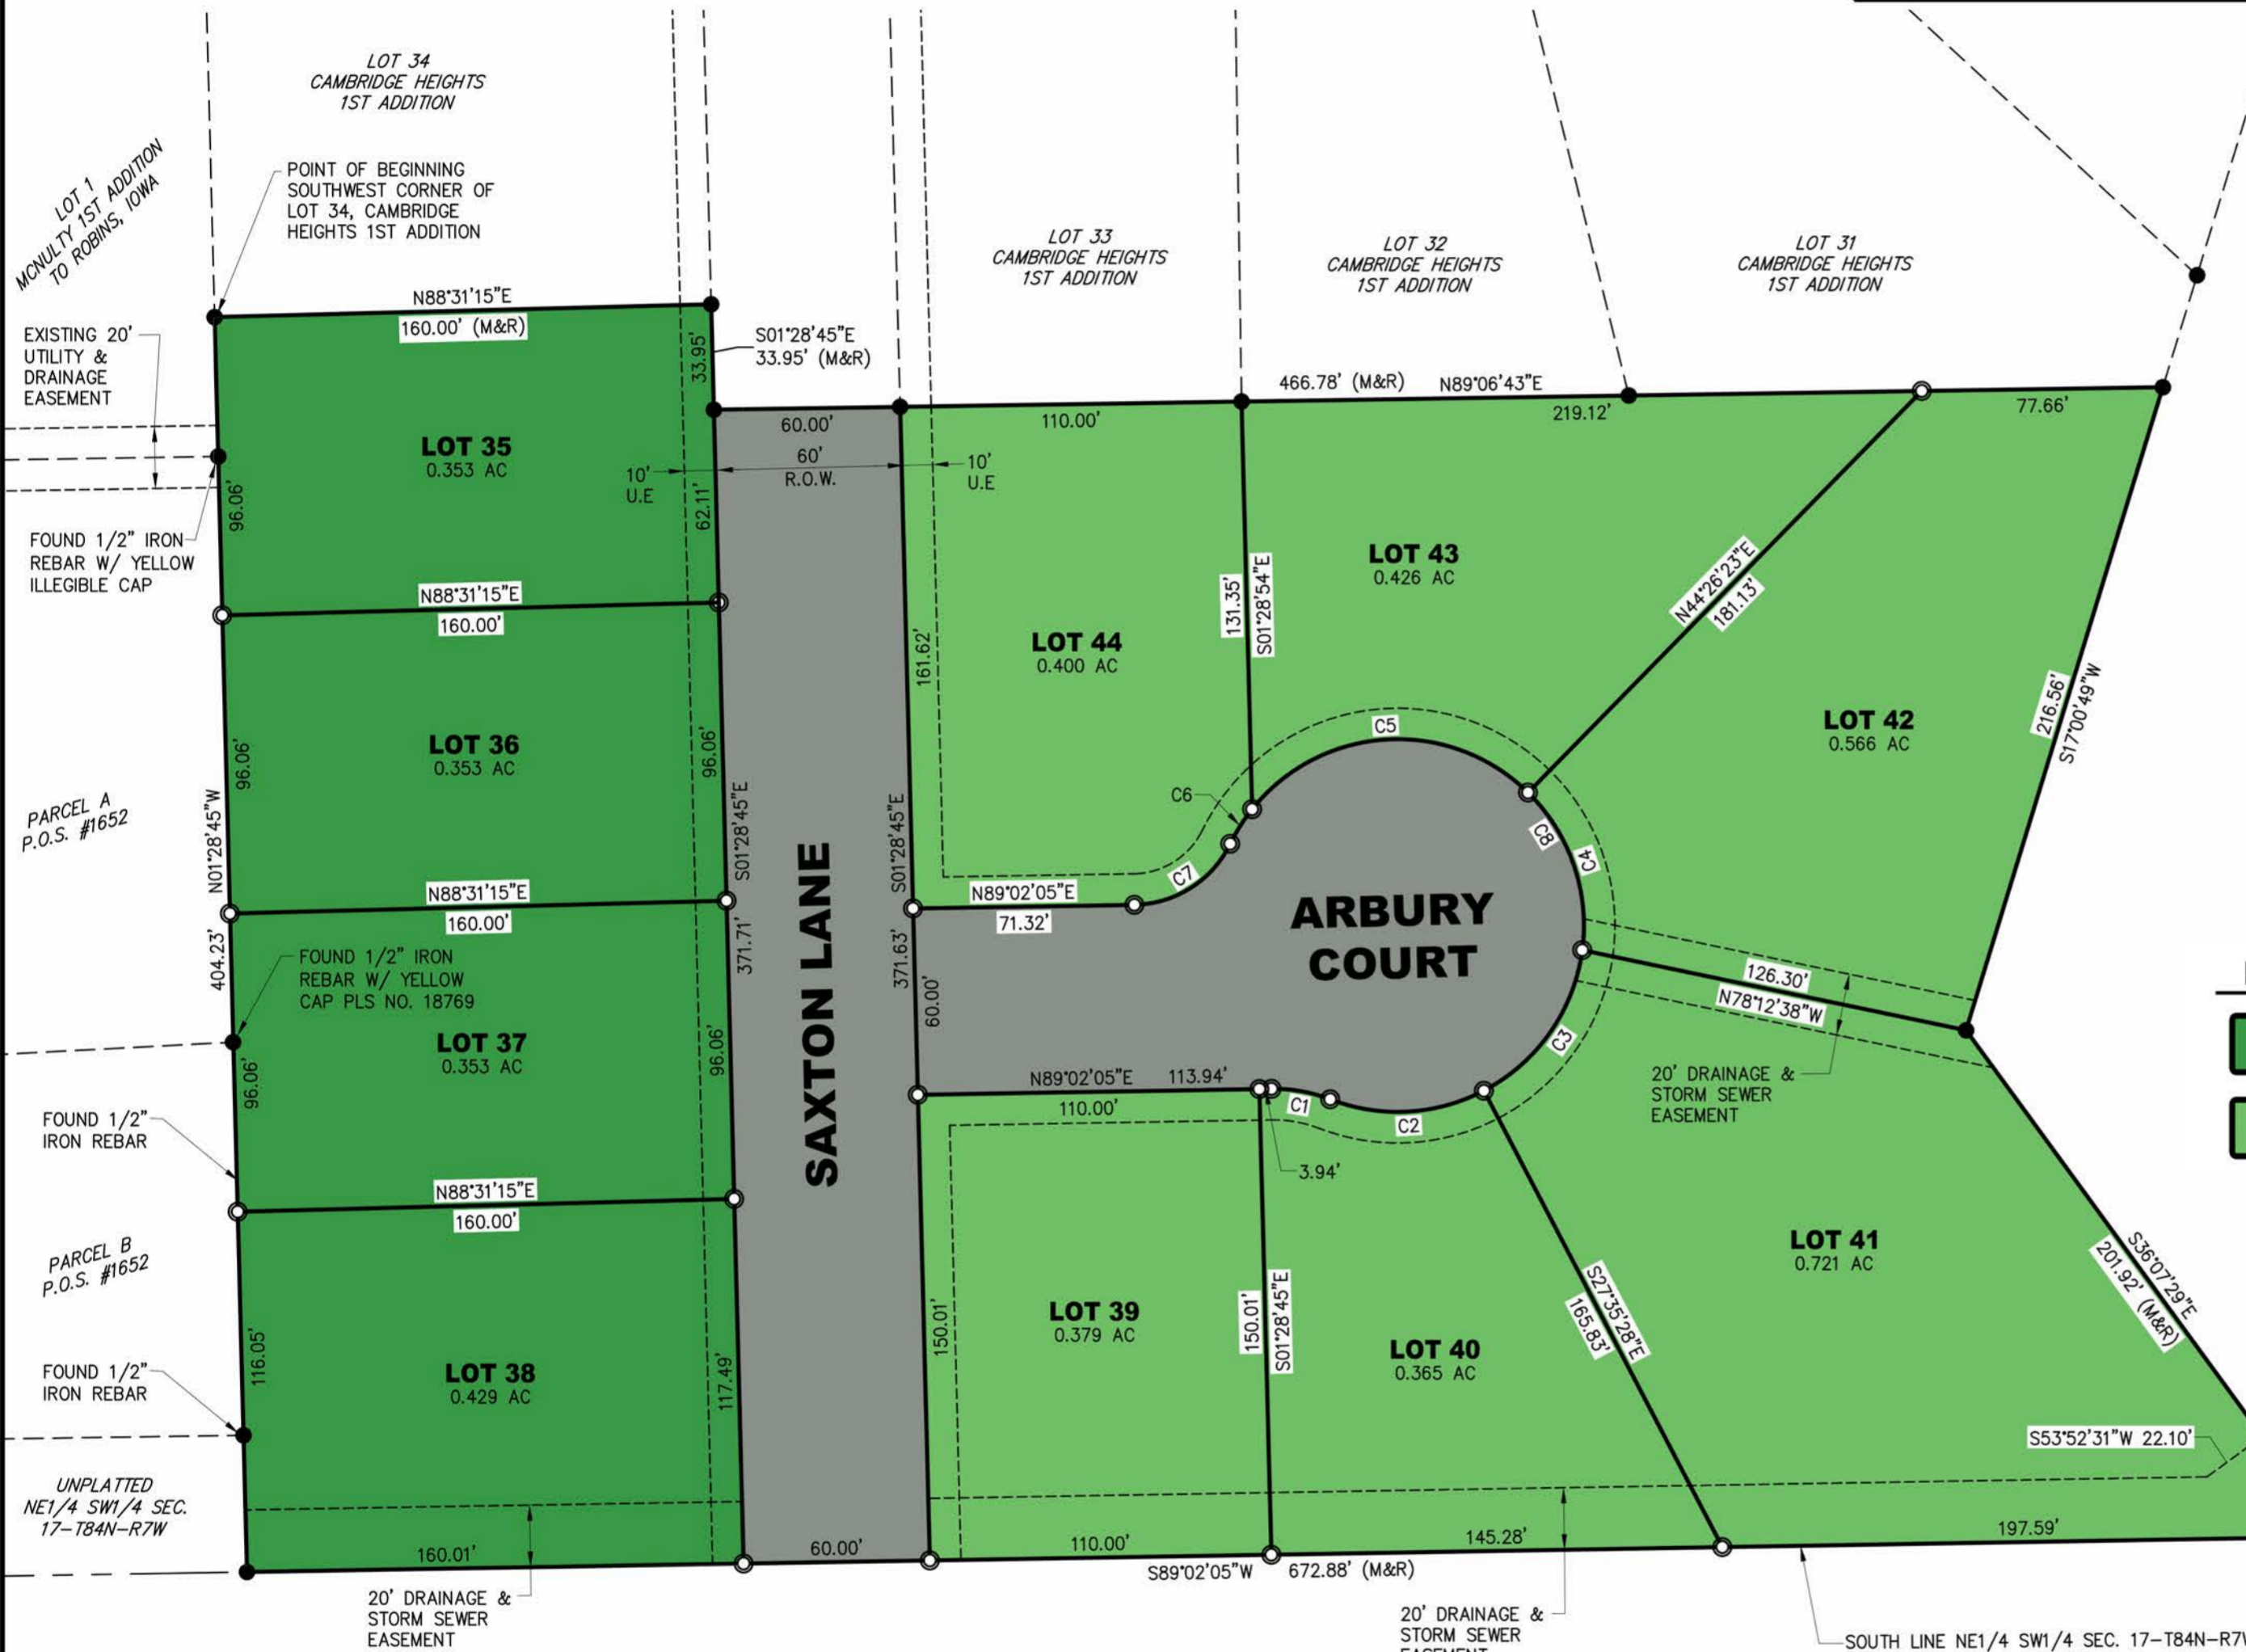 LOT 34
CAMBRIDGE HEIGHTS
1ST ADDITION
LOT 1
MCNULTY 1ST ADDITION
TO ROBINS, IOWA
POINT OF BEGINNING
SOUTHWEST CORNER OF
LOT 34, CAMBRIDGE
HEIGHTS 1ST ADDITION
LOT 33
CAMBRIDGE HEIGHTS
1ST ADDITION
LOT 32
CAMBRIDGE HEIGHTS
1ST ADDITION
LOT 31
CAMBRIDGE HEIGHTS
1ST ADDITION
N88°31'15"E
160.00' (M&R)
EXISTING 20'
UTILITY &
DRAINAGE
EASEMENT
33.95'
S01°28'45"E
33.95' (M&R)
466.78' (M&R) N89°06'43"E
60.00'
110.00'
219.12'
77.66'
LOT 35
0.353 AC
96.06'
62.11'
10'
U.E
60'
R.O.W.
10'
U.E
FOUND 1/2" IRON
REBAR W/ YELLOW
ILLEGIBLE CAP
N88°31'15"E
160.00'
LOT 44
0.400 AC
161.62'
131.35'
S01°28'54"E
LOT 43
0.426 AC
N44°26'23"E
181.13'
LOT 42
0.566 AC
216.56'
S17°00'49"W
LOT 36
0.353 AC
96.06'
96.06'
PARCEL A
P.O.S. #1652
N01°28'45"W
404.23'
S01°28'45"E
371.71'
S01°28'45"E
371.63'
SAXTON LANE
C5
C6
C7
C8
C4
N88°31'15"E
160.00'
N89°02'05"E
71.32'
ARBURY
COURT
FOUND 1/2" IRON
REBAR W/ YELLOW
CAP PLS NO. 18769
126.30'
N78°12'38"W
60.00'
LOT 37
0.353 AC
96.06'
96.06'
C3
N89°02'05"E 113.94'
110.00'
C1
C2
3.94'
20' DRAINAGE &
STORM SEWER
EASEMENT
FOUND 1/2"
IRON REBAR
N88°31'15"E
160.00'
PARCEL B
P.O.S. #1652
LOT 41
0.721 AC
S36°07'29"E
201.92' (M&R)
LOT 39
0.379 AC
150.01'
150.01'
S01°28'45"E
LOT 40
0.365 AC
S27°35'28"E
165.83'
LOT 38
0.429 AC
116.05'
117.49'
FOUND 1/2"
IRON REBAR
S53°52'31"W 22.10'
UNPLATTED
NE1/4 SW1/4 SEC.
17-T84N-R7W
160.01'
60.00'
110.00'
145.28'
197.59'
S89°02'05"W 672.88' (M&R)
20' DRAINAGE &
STORM SEWER
EASEMENT
20' DRAINAGE &
STORM SEWER
EASEMENT
SOUTH LINE NE1/4 SW1/4 SEC. 17-T84N-R7W